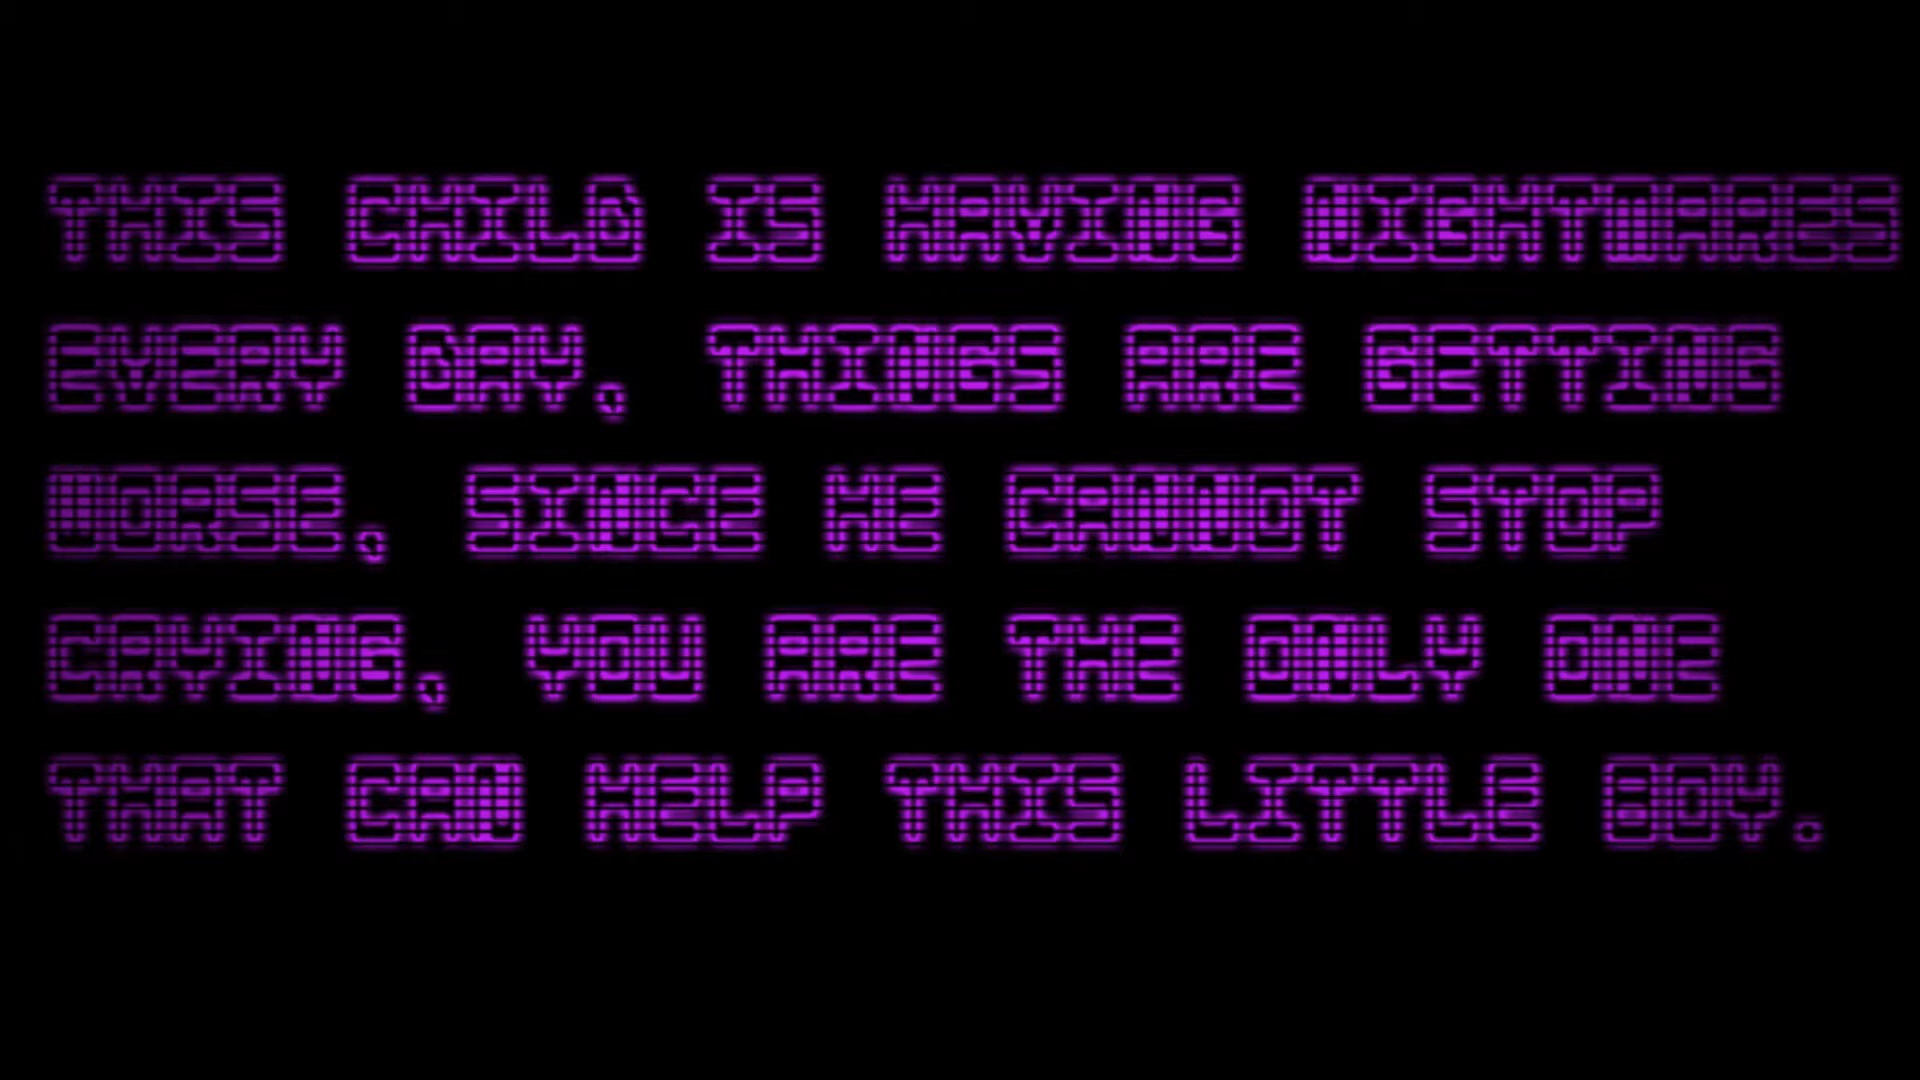 THIS CHILD IS HAVING NIGHTMARES
EVERY DAY, THINGS ARE GETTING
WORSE, SINCE HE CANNOT STOP
CRYING, YOU ARE THE ONLY ONE
THAT CAN HELP THIS LITTLE BOY.